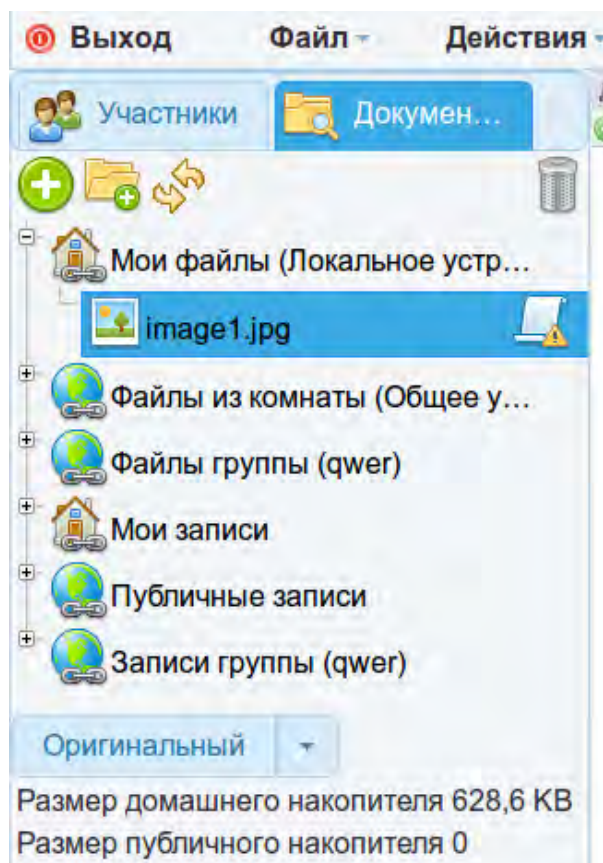 Выход Файл Действия
Участники Докумен...
Мои файлы (Локальное устр...
image1.jpg
Файлы из комнаты (Общее у...
Файлы группы (qwer)
Мои записи
Публичные записи
Записи группы (qwer)
Оригинальный
Размер домашнего накопителя 628,6 KB
Размер публичного накопителя 0